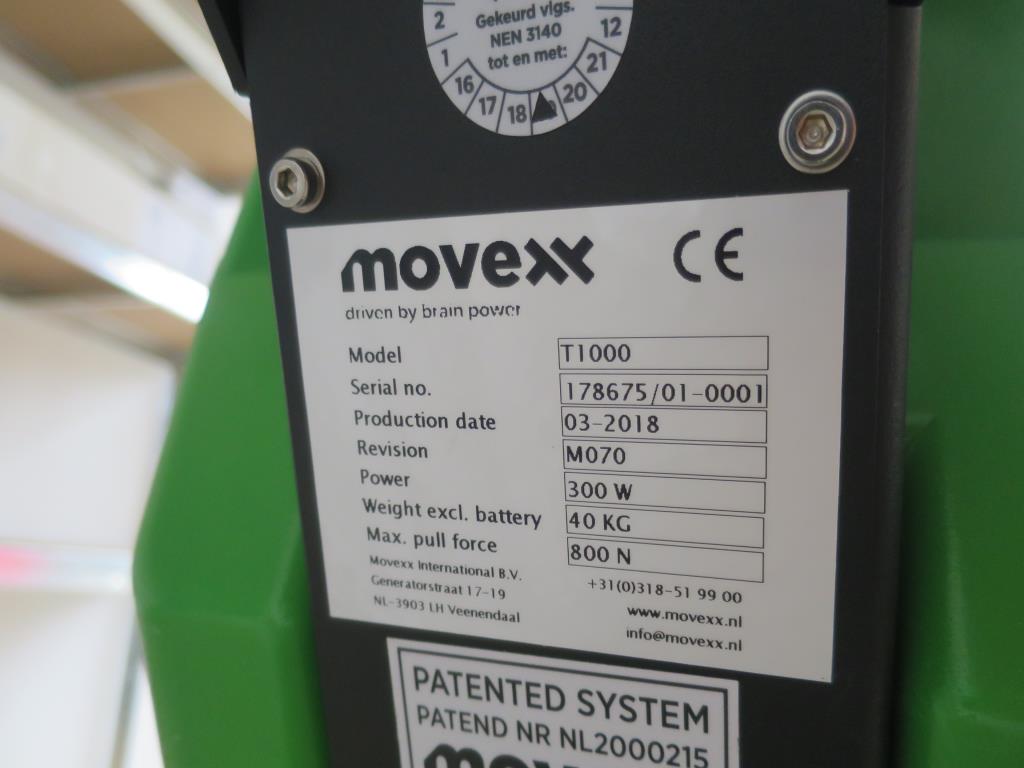 Gekeurd vlgs.
NEN 3140
tot en met:
2
1
16
17
18
20
21
12
movexx
CE
driven by brain power
Model T1000
Serial no. 178675/01-0001
Production date 03-2018
Revision M070
Power 300 W
Weight excl. battery 40 KG
Max. pull force 800 N
Movexx International B.V.
Generatorstraat 17-19
NL-3903 LH Veenendaal
+31(0)318-51 99 00
www.movexx.nl
info@movexx.nl
PATENTED SYSTEM
PATEND NR NL2000215